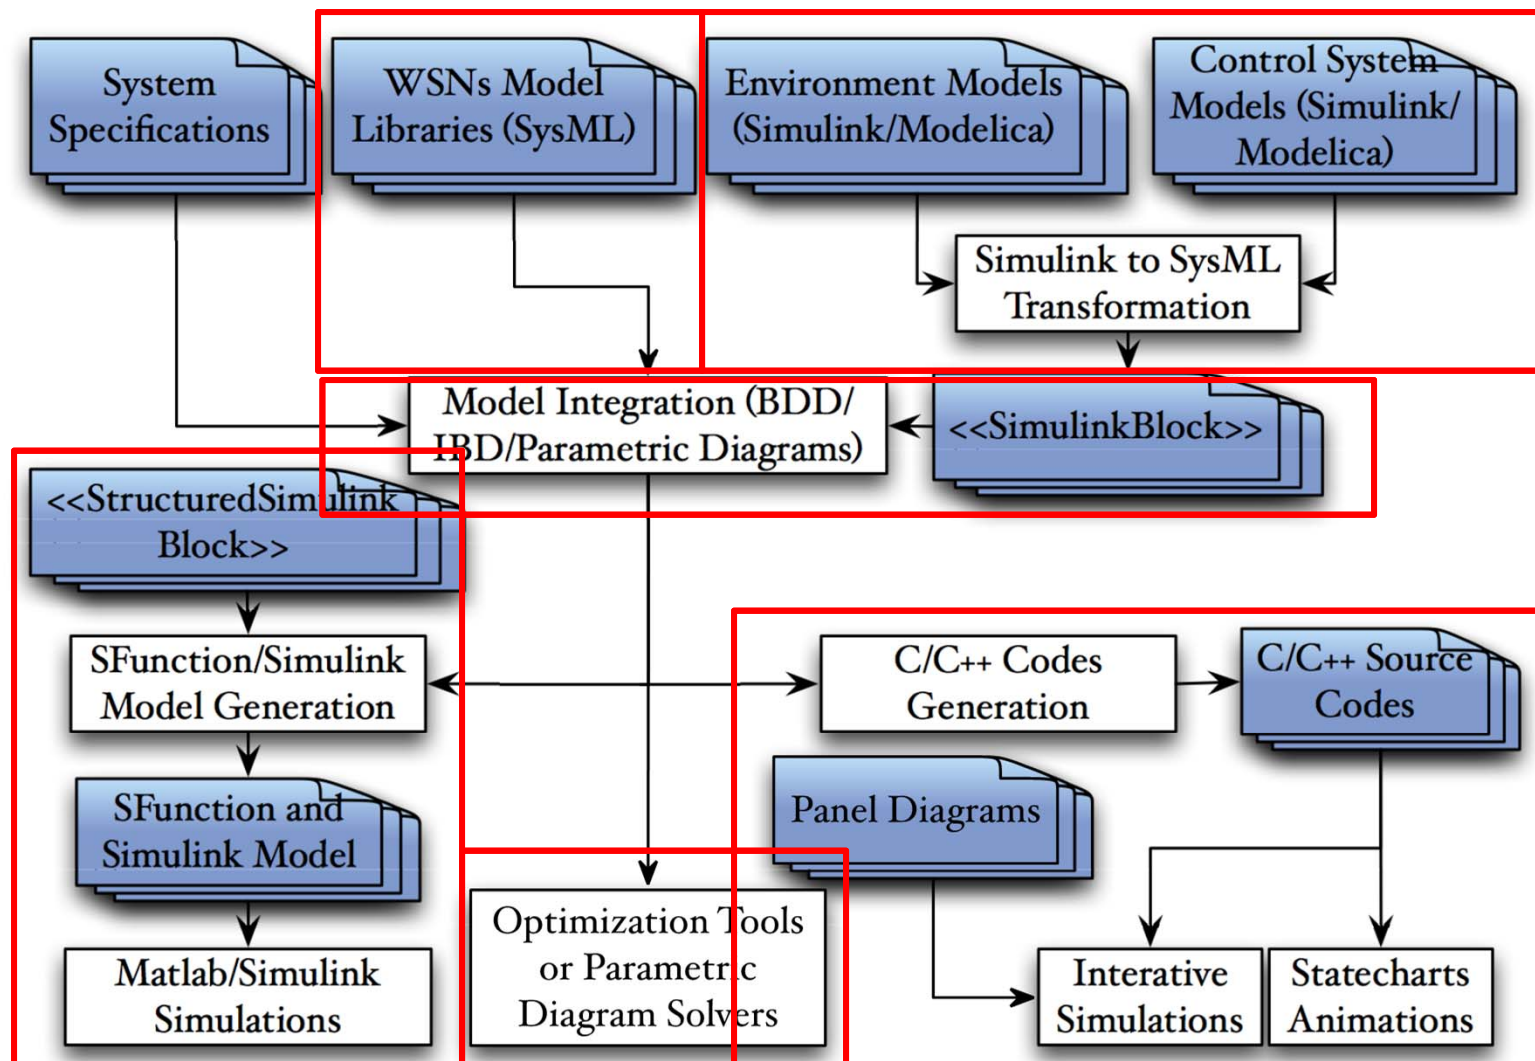 System
Specifications
WSNs Model
Libraries (SysML)
Environment Models
(Simulink/Modelica)
Control System
Models (Simulink/
Modelica)
Simulink to SysML
Transformation
Model Integration (BDD/
IBD/Parametric Diagrams)
<<SimulinkBlock>>
<<StructuredSimulink
Block>>
SFunction/Simulink
Model Generation
C/C++ Codes
Generation
C/C++ Source
Codes
SFunction and
Simulink Model
Panel Diagrams
Matlab/Simulink
Simulations
Optimization Tools
or Parametric
Diagram Solvers
Interative
Simulations
Statecharts
Animations